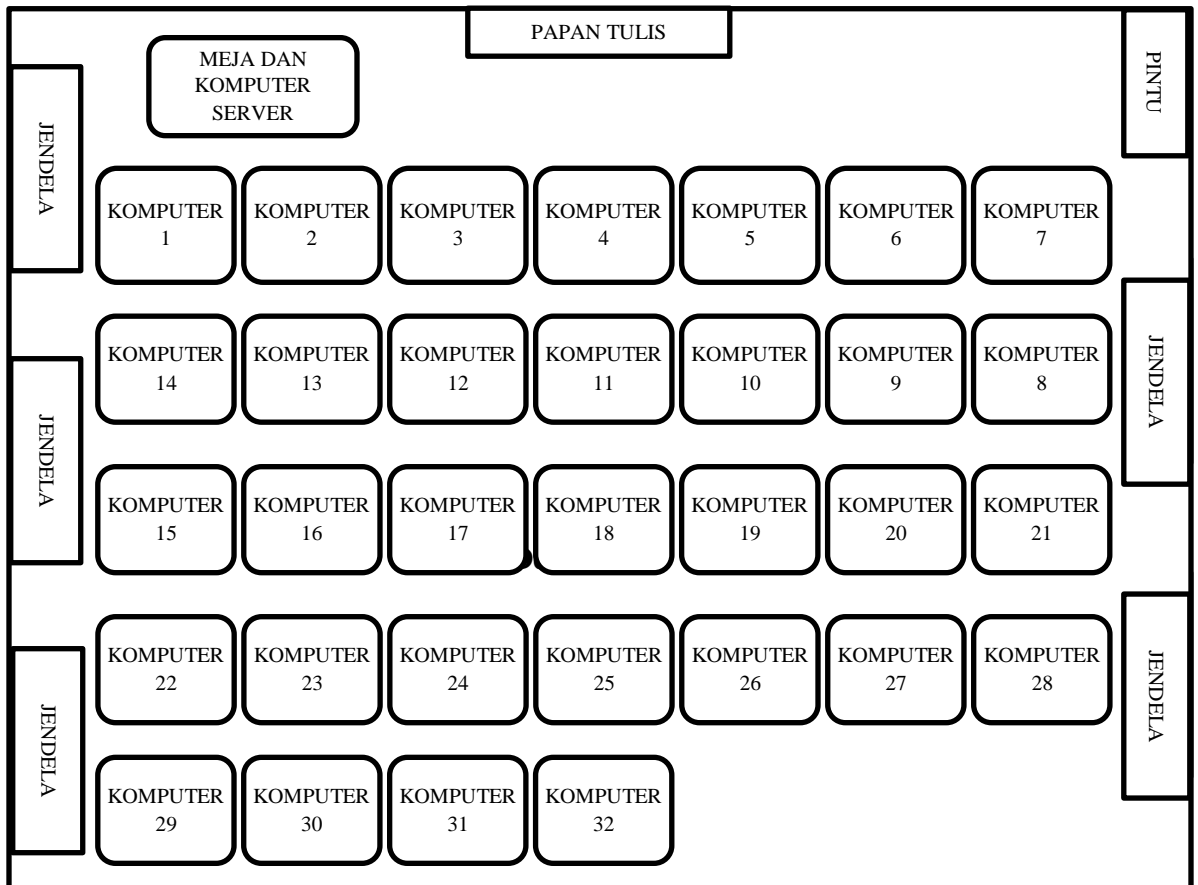 PAPAN TULIS
MEJA DAN
KOMPUTER
SERVER
PINTU
JENDELA
KOMPUTER
1
KOMPUTER
2
KOMPUTER
3
KOMPUTER
4
KOMPUTER
5
KOMPUTER
6
KOMPUTER
7
KOMPUTER
14
KOMPUTER
13
KOMPUTER
12
KOMPUTER
11
KOMPUTER
10
KOMPUTER
9
KOMPUTER
8
JENDELA
JENDELA
KOMPUTER
15
KOMPUTER
16
KOMPUTER
17
KOMPUTER
18
KOMPUTER
19
KOMPUTER
20
KOMPUTER
21
KOMPUTER
22
KOMPUTER
23
KOMPUTER
24
KOMPUTER
25
KOMPUTER
26
KOMPUTER
27
KOMPUTER
28
JENDELA
JENDELA
KOMPUTER
29
KOMPUTER
30
KOMPUTER
31
KOMPUTER
32